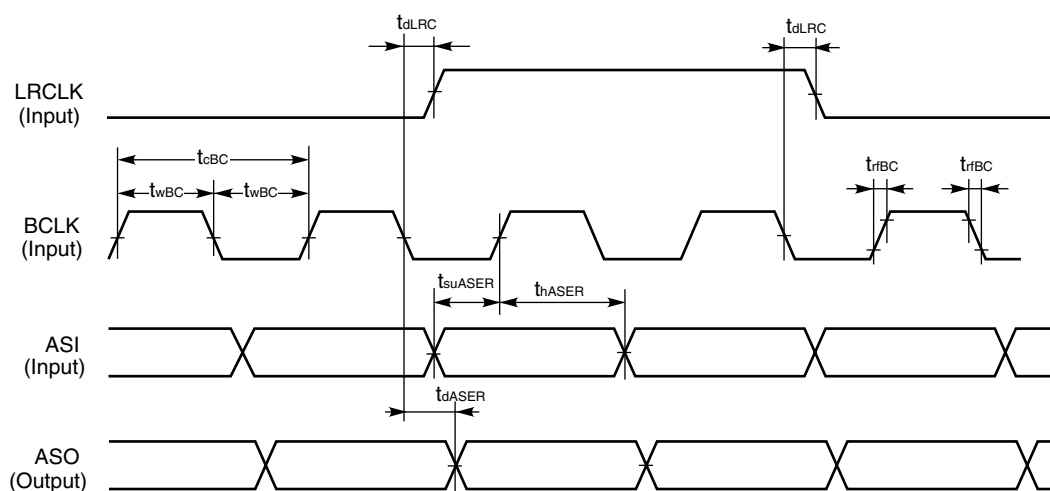 tdLRC
tdLRC
LRCLK
(Input)
tcBC
twBC
twBC
trfBC
trfBC
BCLK
(Input)
tsuASER
thASER
ASI
(Input)
tdASER
ASO
(Output)